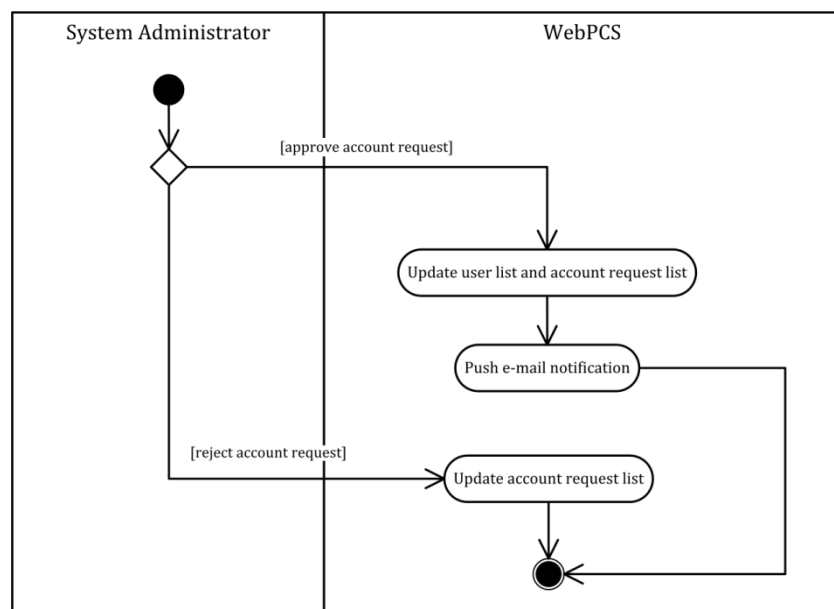 System Administrator
WebPCS
[approve account request]
Update user list and account request list
Push e-mail notification
[reject account request]
Update account request list